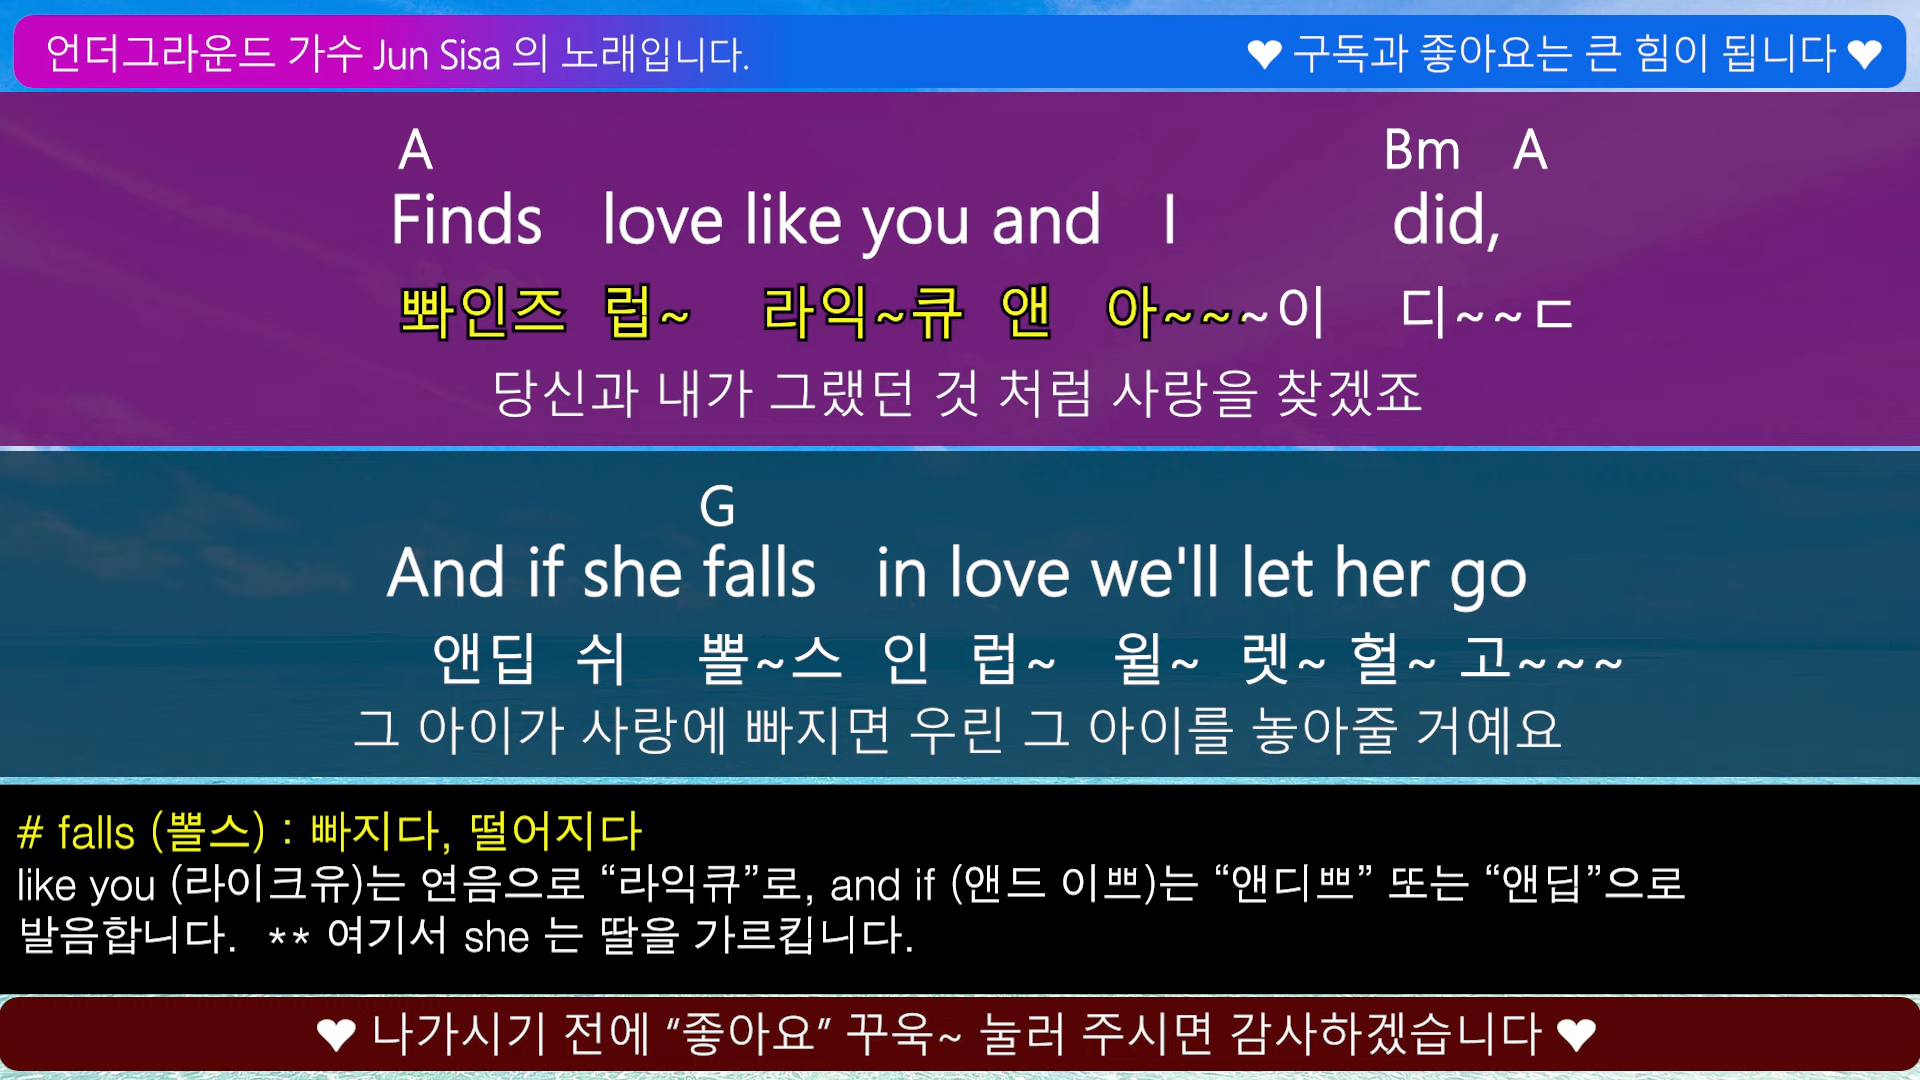 언더그라운드 가수 Jun Sisa 의 노래입니다.
♥ 구독과 좋아요는 큰 힘이 됩니다 ♥
A Bm A
Finds love like you and I did,
빠인즈 럽~ 라익~큐 앤 아~~~이 디~~ㄷ
당신과 내가 그랬던 것 처럼 사랑을 찾겠죠
G
And if she falls in love we'll let her go
앤딥 쉬 뽈~스 인 럽~ 윌~ 렛~ 헐~ 고~~~
그 아이가 사랑에 빠지면 우린 그 아이를 놓아줄 거예요
# falls (뽈스) : 빠지다, 떨어지다
like you (라이크유)는 연음으로 “라익큐”로, and if (앤드 이쁘)는 “앤디쁘” 또는 “앤딥”으로
발음합니다. ** 여기서 she 는 딸을 가르킵니다.
♥ 나가시기 전에 “좋아요” 꾸욱~ 눌러 주시면 감사하겠습니다 ♥